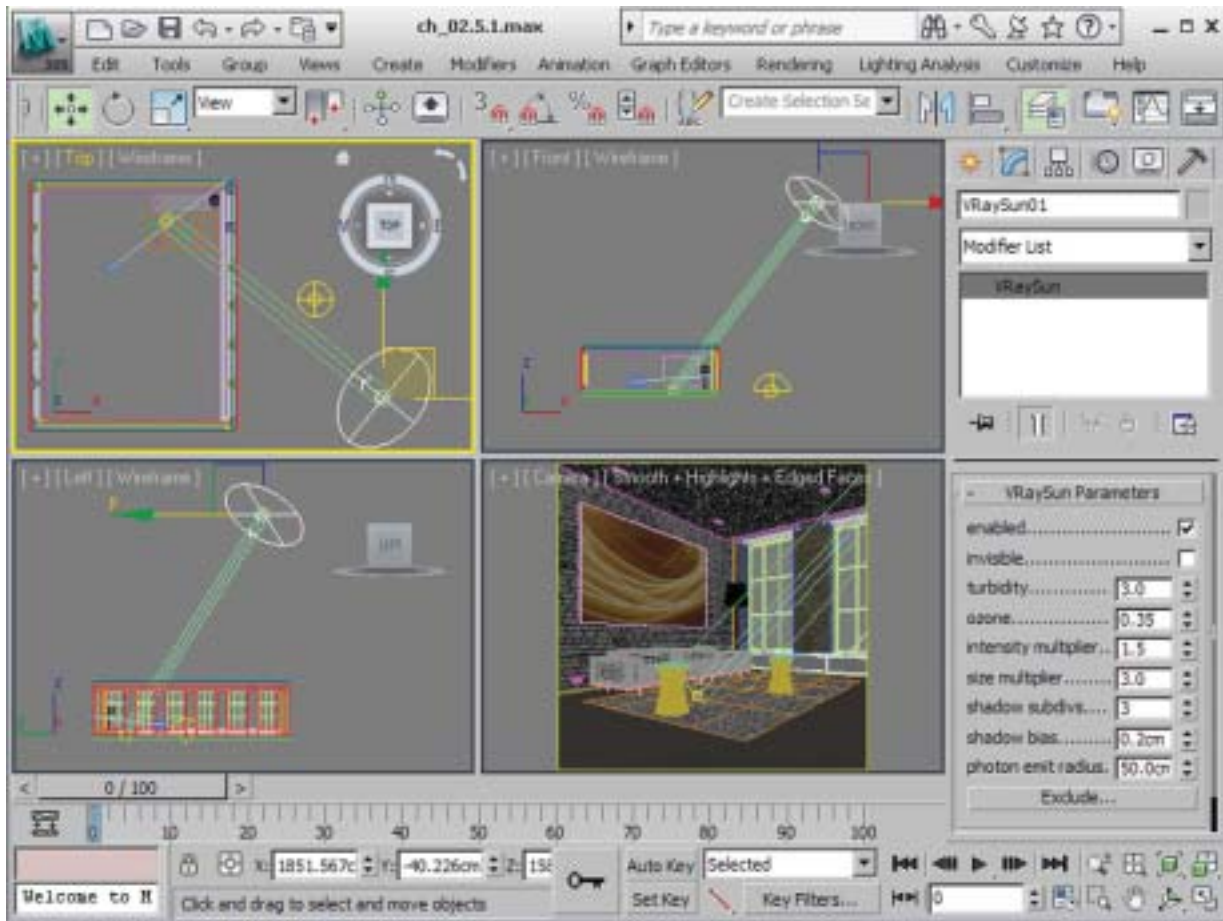 ch_02.5.1.max
Type a keyword or phrase
Edit Tools Group Views Create Modifiers Animation Graph Editors Rendering Lighting Analysis Customize Help
View
3
%
Create Selection Se
[+] [Top] [Wireframe]
TOP
[+] [Front] [Wireframe]
VRaySun01
Modifier List
VRaySun
[+] [Left] [Wireframe]
[+] [Camera] [Smooth + Highlights + Edged Faces]
VRaySun Parameters
enabled
invisible
turbidity 3.0
ozone 0.35
intensity multiplier.. 1.5
size multiplier 3.0
shadow subdivs.... 3
shadow bias 0.2cm
photon emit radius. 50.0cm
Exclude...
< 0 / 100 >
0 10 20 30 40 50 60 70 80 90 100
X: 1851.567c Y: -40.226cm Z: 158
Auto Key Selected
Welcome to M
Click and drag to select and move objects
Set Key Key Filters...
0